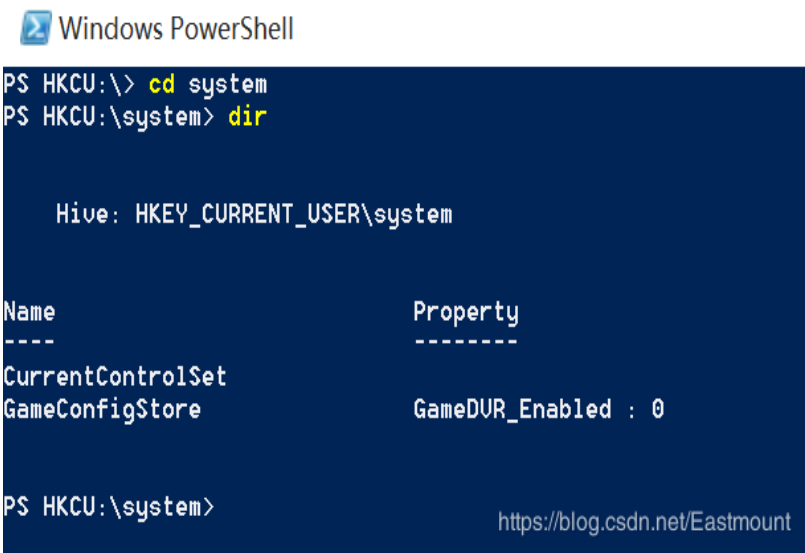 Windows PowerShell
PS HKCU:\> cd system
PS HKCU:\system> dir
Hive: HKEY_CURRENT_USER\system
Name Property
---- --------
CurrentControlSet
GameConfigStore GameDVR_Enabled : 0
PS HKCU:\system>
https://blog.csdn.net/Eastmount